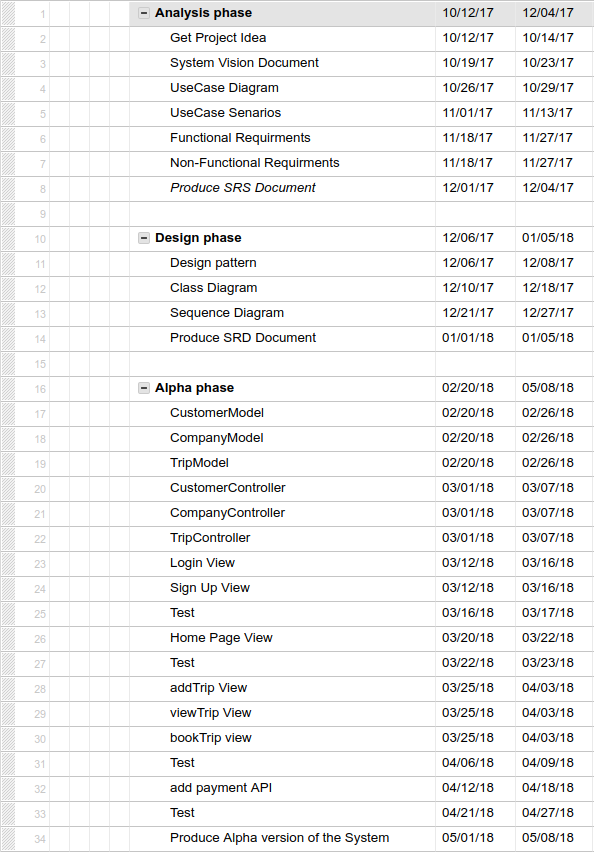 1 Analysis phase 10/12/17 12/04/17
2 Get Project Idea 10/12/17 10/14/17
3 System Vision Document 10/19/17 10/23/17
4 UseCase Diagram 10/26/17 10/29/17
5 UseCase Senarios 11/01/17 11/13/17
6 Functional Requirments 11/18/17 11/27/17
7 Non-Functional Requirments 11/18/17 11/27/17
8 Produce SRS Document 12/01/17 12/04/17
9
10 Design phase 12/06/17 01/05/18
11 Design pattern 12/06/17 12/08/17
12 Class Diagram 12/10/17 12/18/17
13 Sequence Diagram 12/21/17 12/27/17
14 Produce SRD Document 01/01/18 01/05/18
15
16 Alpha phase 02/20/18 05/08/18
17 CustomerModel 02/20/18 02/26/18
18 CompanyModel 02/20/18 02/26/18
19 TripModel 02/20/18 02/26/18
20 CustomerController 03/01/18 03/07/18
21 CompanyController 03/01/18 03/07/18
22 TripController 03/01/18 03/07/18
23 Login View 03/12/18 03/16/18
24 Sign Up View 03/12/18 03/16/18
25 Test 03/16/18 03/17/18
26 Home Page View 03/20/18 03/22/18
27 Test 03/22/18 03/23/18
28 addTrip View 03/25/18 04/03/18
29 viewTrip View 03/25/18 04/03/18
30 bookTrip view 03/25/18 04/03/18
31 Test 04/06/18 04/09/18
32 add payment API 04/12/18 04/18/18
33 Test 04/21/18 04/27/18
34 Produce Alpha version of the System 05/01/18 05/08/18